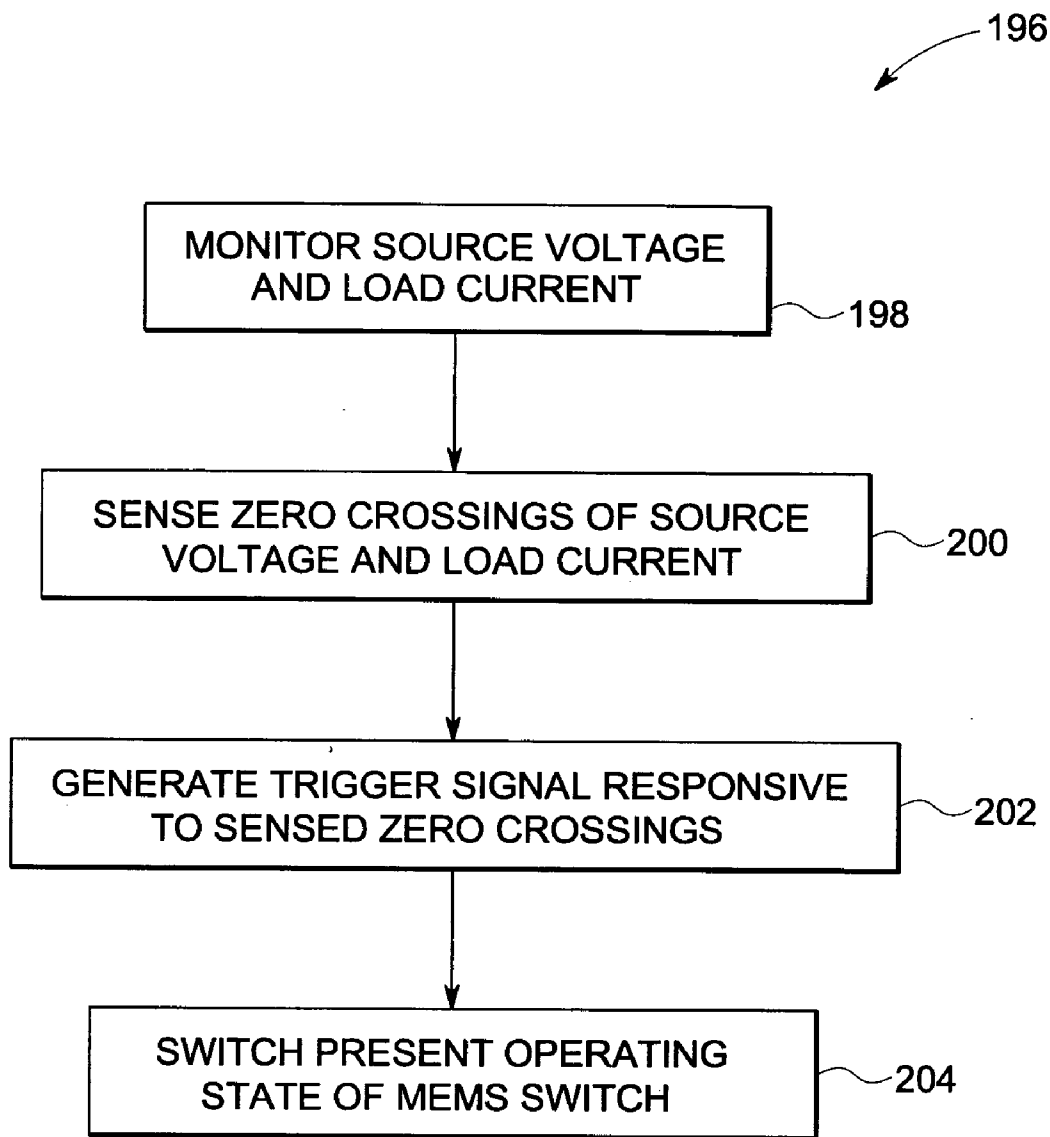 196
MONITOR SOURCE VOLTAGE
AND LOAD CURRENT
198
SENSE ZERO CROSSINGS OF SOURCE
VOLTAGE AND LOAD CURRENT
200
GENERATE TRIGGER SIGNAL RESPONSIVE
TO SENSED ZERO CROSSINGS
202
SWITCH PRESENT OPERATING
STATE OF MEMS SWITCH
204